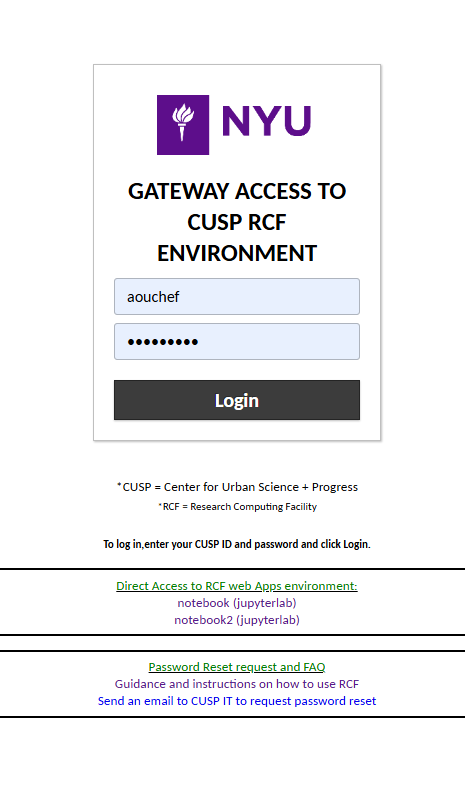 NYU
GATEWAY ACCESS TO
CUSP RCF
ENVIRONMENT
aouchef
•••••••••
Login
*CUSP = Center for Urban Science + Progress
*RCF = Research Computing Facility
To log in,enter your CUSP ID and password and click Login.
Direct Access to RCF web Apps environment:
notebook (jupyterlab)
notebook2 (jupyterlab)
Password Reset request and FAQ
Guidance and instructions on how to use RCF
Send an email to CUSP IT to request password reset